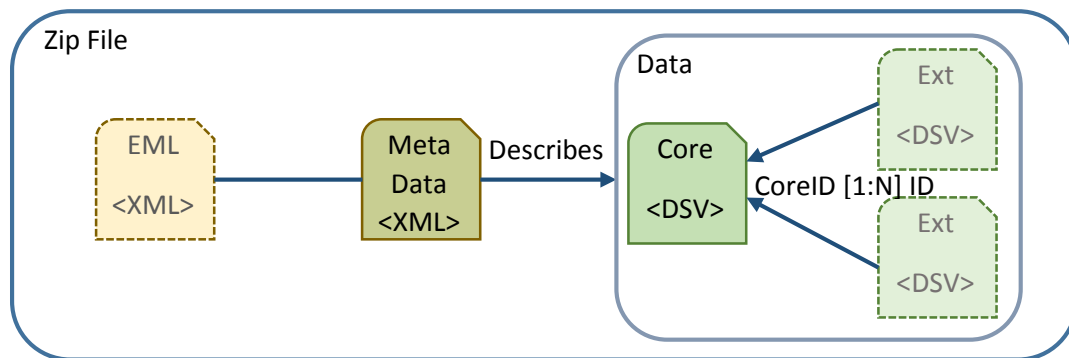 Zip File
Data
EML
<XML>
Meta
Data
<XML>
Describes
Core
<DSV>
CoreID [1:N] ID
Ext
<DSV>
Ext
<DSV>